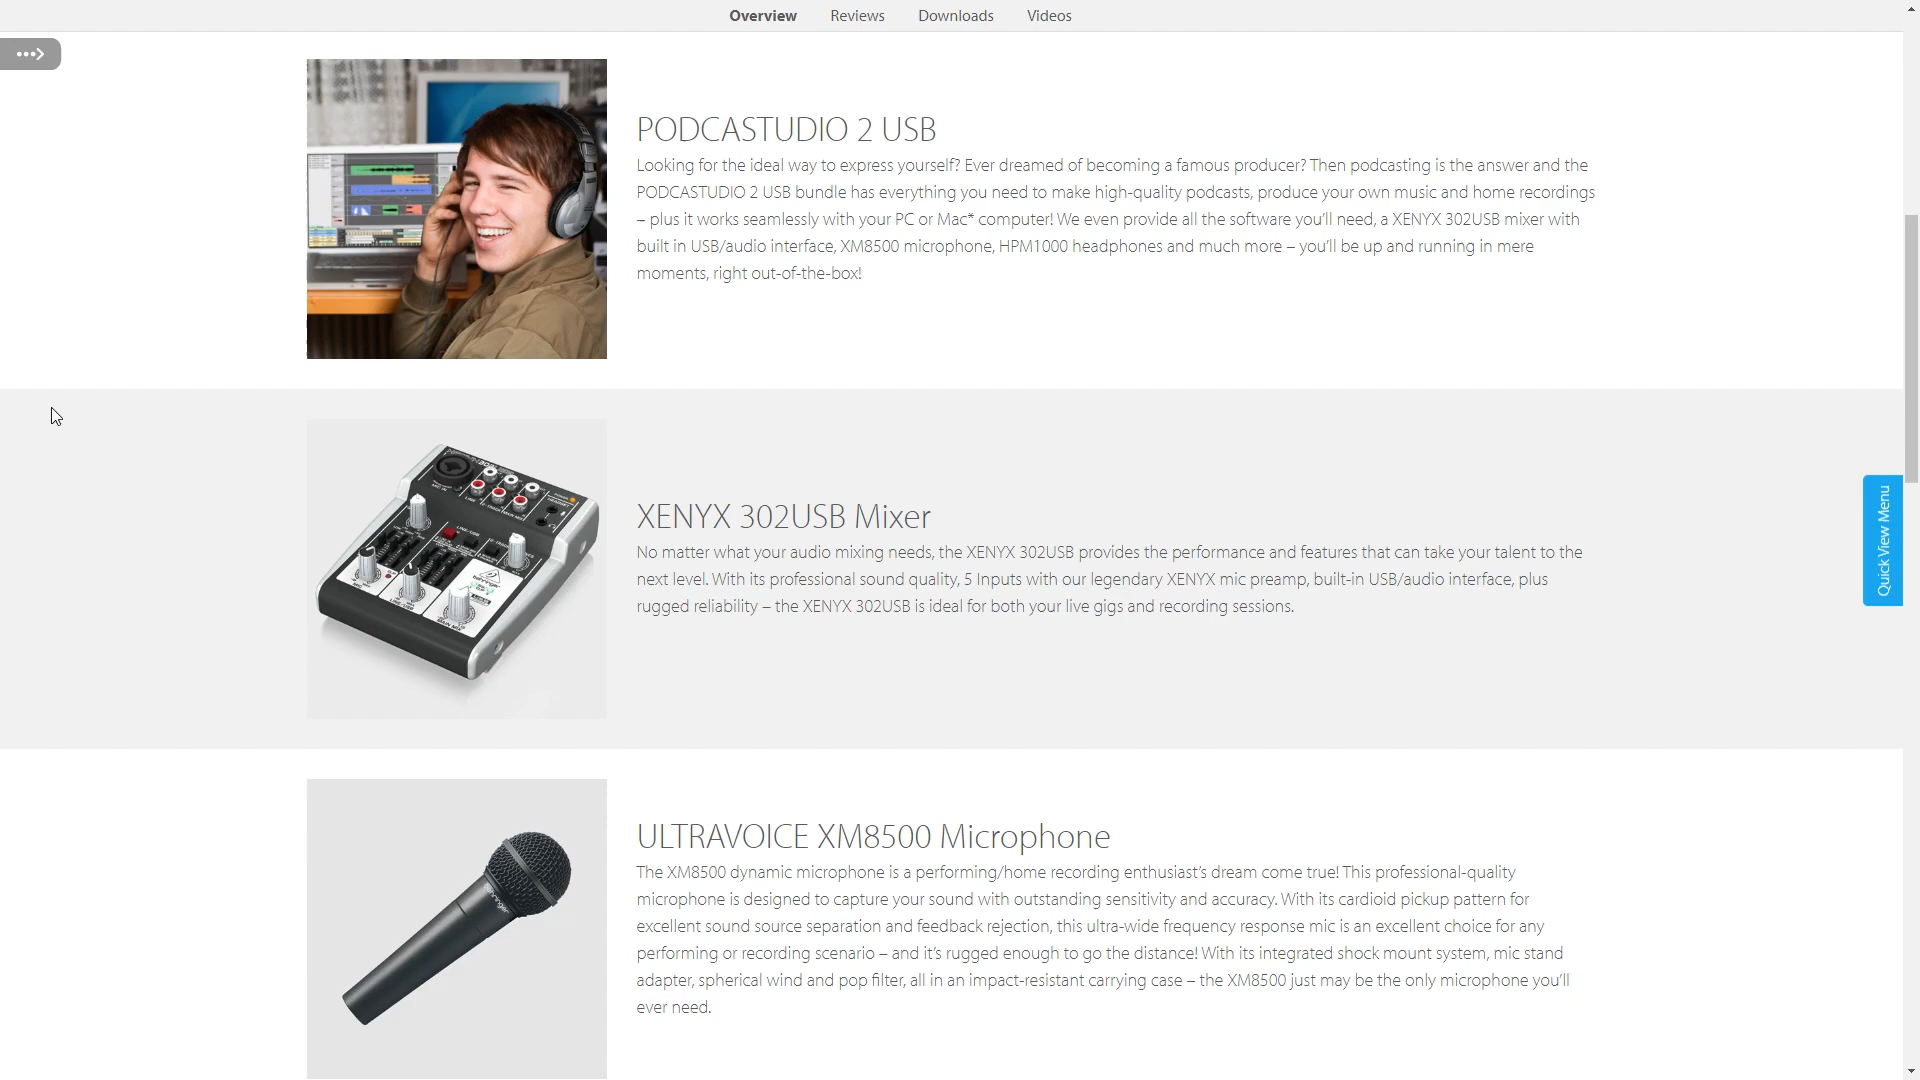 Overview Reviews Downloads Videos
PODCASTUDIO 2 USB
Looking for the ideal way to express yourself? Ever dreamed of becoming a famous producer? Then podcasting is the answer and the
PODCASTUDIO 2 USB bundle has everything you need to make high-quality podcasts, produce your own music and home recordings
– plus it works seamlessly with your PC or Mac* computer! We even provide all the software you’ll need, a XENYX 302USB mixer with
built in USB/audio interface, XM8500 microphone, HPM1000 headphones and much more – you’ll be up and running in mere
moments, right out-of-the-box!
XENYX 302USB Mixer
No matter what your audio mixing needs, the XENYX 302USB provides the performance and features that can take your talent to the
next level. With its professional sound quality, 5 Inputs with our legendary XENYX mic preamp, built-in USB/audio interface, plus
rugged reliability – the XENYX 302USB is ideal for both your live gigs and recording sessions.
Quick View Menu
ULTRAVOICE XM8500 Microphone
The XM8500 dynamic microphone is a performing/home recording enthusiast’s dream come true! This professional-quality
microphone is designed to capture your sound with outstanding sensitivity and accuracy. With its cardioid pickup pattern for
excellent sound source separation and feedback rejection, this ultra-wide frequency response mic is an excellent choice for any
performing or recording scenario – and it’s rugged enough to go the distance! With its integrated shock mount system, mic stand
adapter, spherical wind and pop filter, all in an impact-resistant carrying case – the XM8500 just may be the only microphone you’ll
ever need.